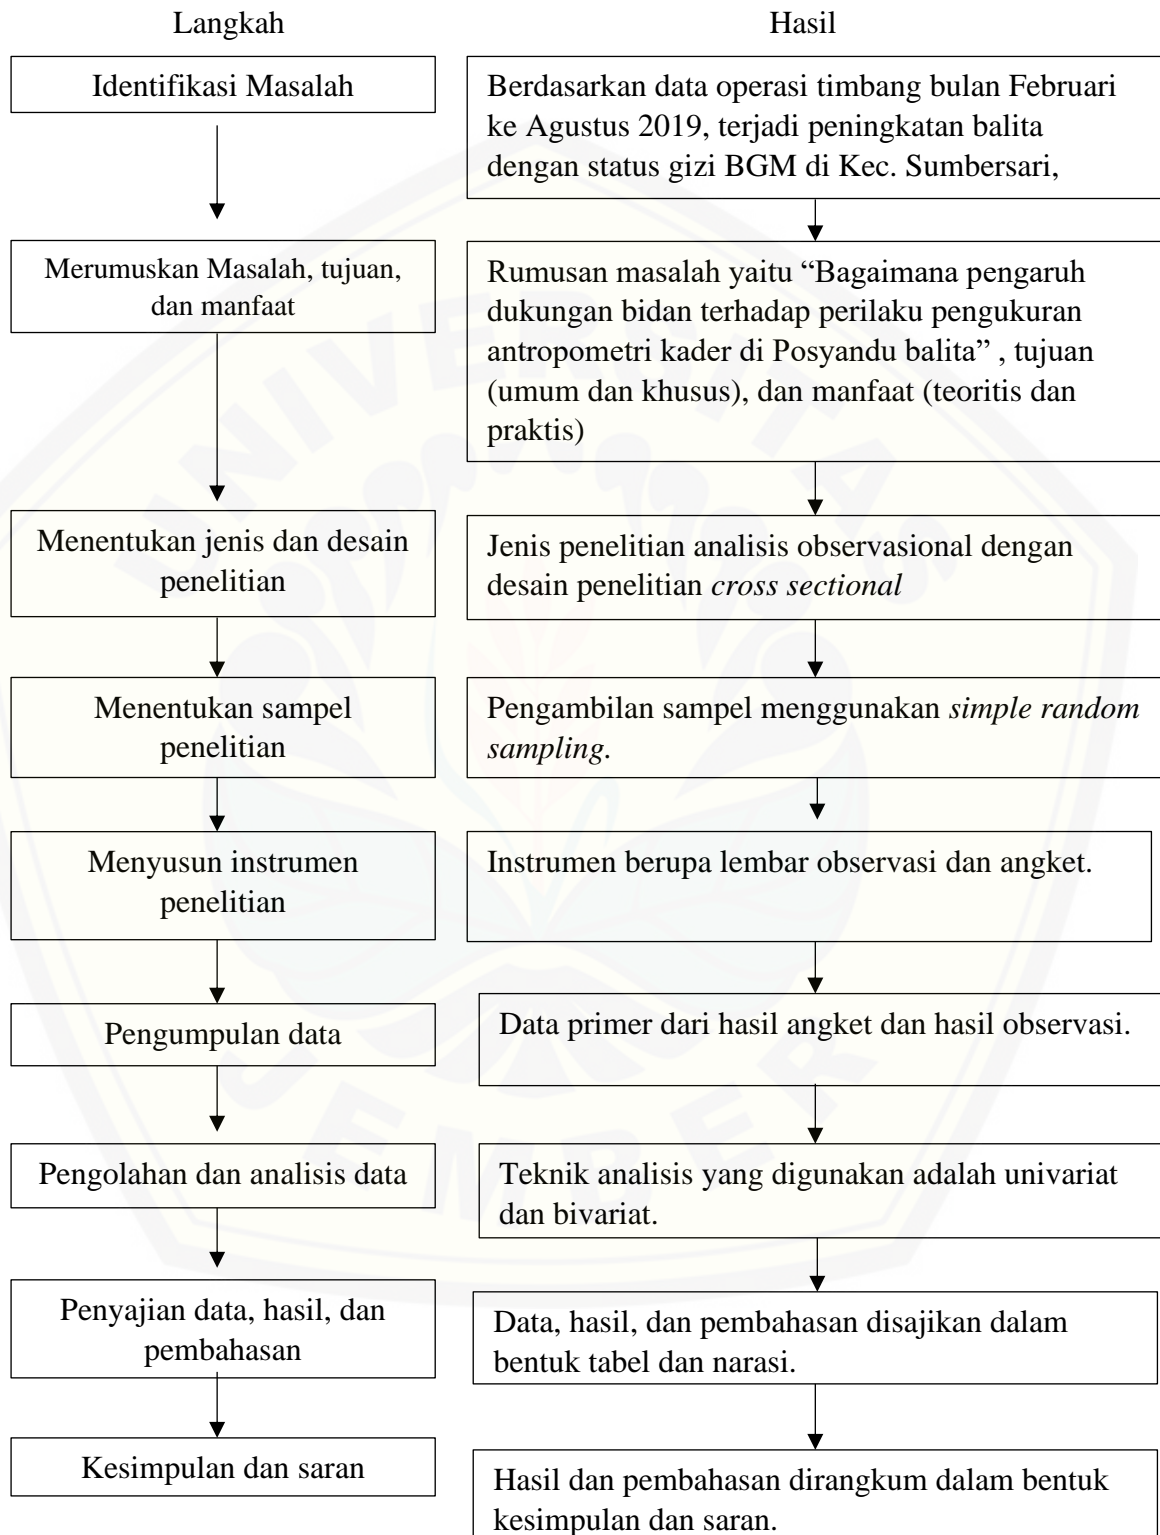 Langkah
Hasil
Identifikasi Masalah
Berdasarkan data operasi timbang bulan Februari
ke Agustus 2019, terjadi peningkatan balita
dengan status gizi BGM di Kec. Sumbersari,
Merumuskan Masalah, tujuan,
dan manfaat
Rumusan masalah yaitu “Bagaimana pengaruh
dukungan bidan terhadap perilaku pengukuran
antropometri kader di Posyandu balita” , tujuan
(umum dan khusus), dan manfaat (teoritis dan
praktis)
Menentukan jenis dan desain
penelitian
Jenis penelitian analisis observasional dengan
desain penelitian cross sectional
Menentukan sampel
penelitian
Pengambilan sampel menggunakan simple random
sampling.
Menyusun instrumen
penelitian
Instrumen berupa lembar observasi dan angket.
Pengumpulan data
Data primer dari hasil angket dan hasil observasi.
Pengolahan dan analisis data
Teknik analisis yang digunakan adalah univariat
dan bivariat.
Penyajian data, hasil, dan
pembahasan
Data, hasil, dan pembahasan disajikan dalam
bentuk tabel dan narasi.
Kesimpulan dan saran
Hasil dan pembahasan dirangkum dalam bentuk
kesimpulan dan saran.
UNIVERSITAS
JEMBER